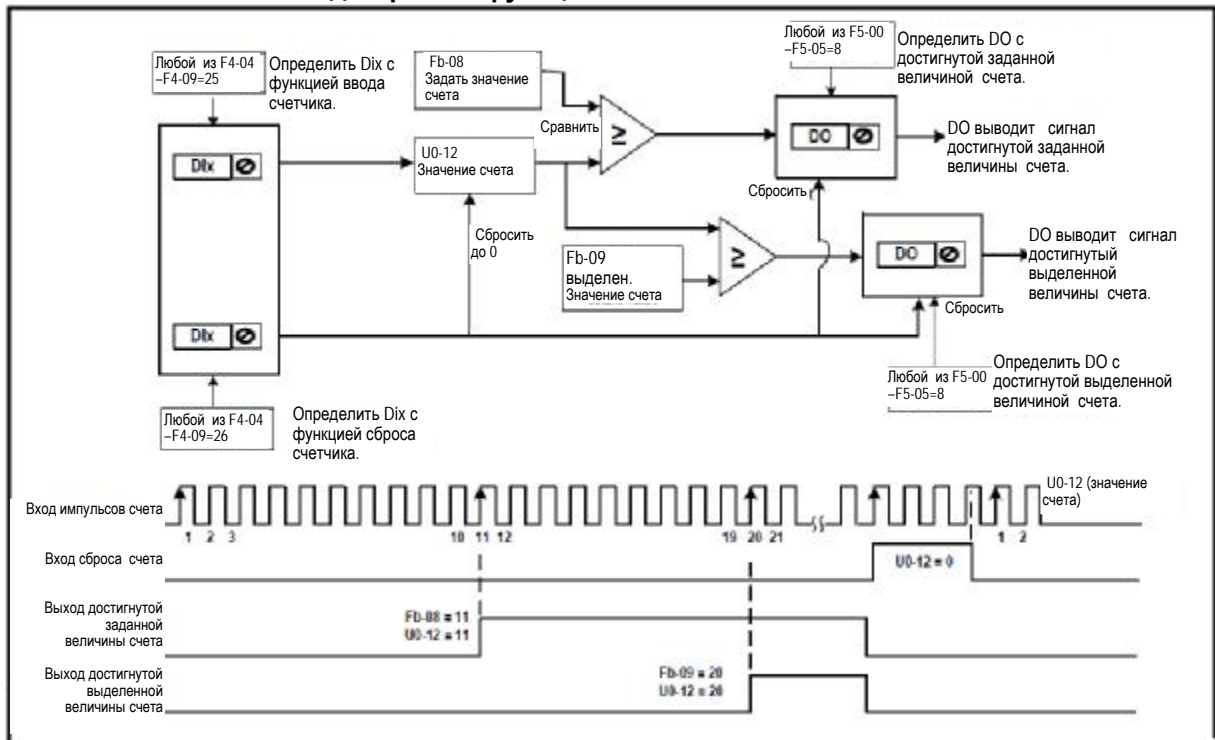 Любой из F4-04
–F4-09=25
Определить Dix с
функцией ввода
счетчика.
Fb-08
Задать значение
счета
Любой из F5-00
–F5-05=8
Определить DO с
достигнутой заданной
величиной счета.
Сравнить
≥
DO
DO выводит сигнал
достигнутой заданной
величины счета.
DIx
U0-12
Значение счета
Сбросить
Сбросить
до 0
Fb-09
выделен.
Значение счета
≥
DO
DO выводит сигнал
достигнутый
выделенной
величины счета.
Сбросить
DIx
Любой из F5-00
–F5-05=8
Определить DO с
достигнутой выделенной
величиной счета.
Любой из F4-04
–F4-09=26
Определить Dix с
функцией сброса
счетчика.
Вход импульсов счета
U0-12 (значение
счета)
1 2 3 10 11 12 19 20 21 1 2
Вход сброса счета
U0-12 = 0
Выход достигнутой
заданной
величины счета
Fb-08 = 11
U0-12 = 11
Выход достигнутой
выделенной
величины счета
Fb-09 = 20
U0-12 = 20